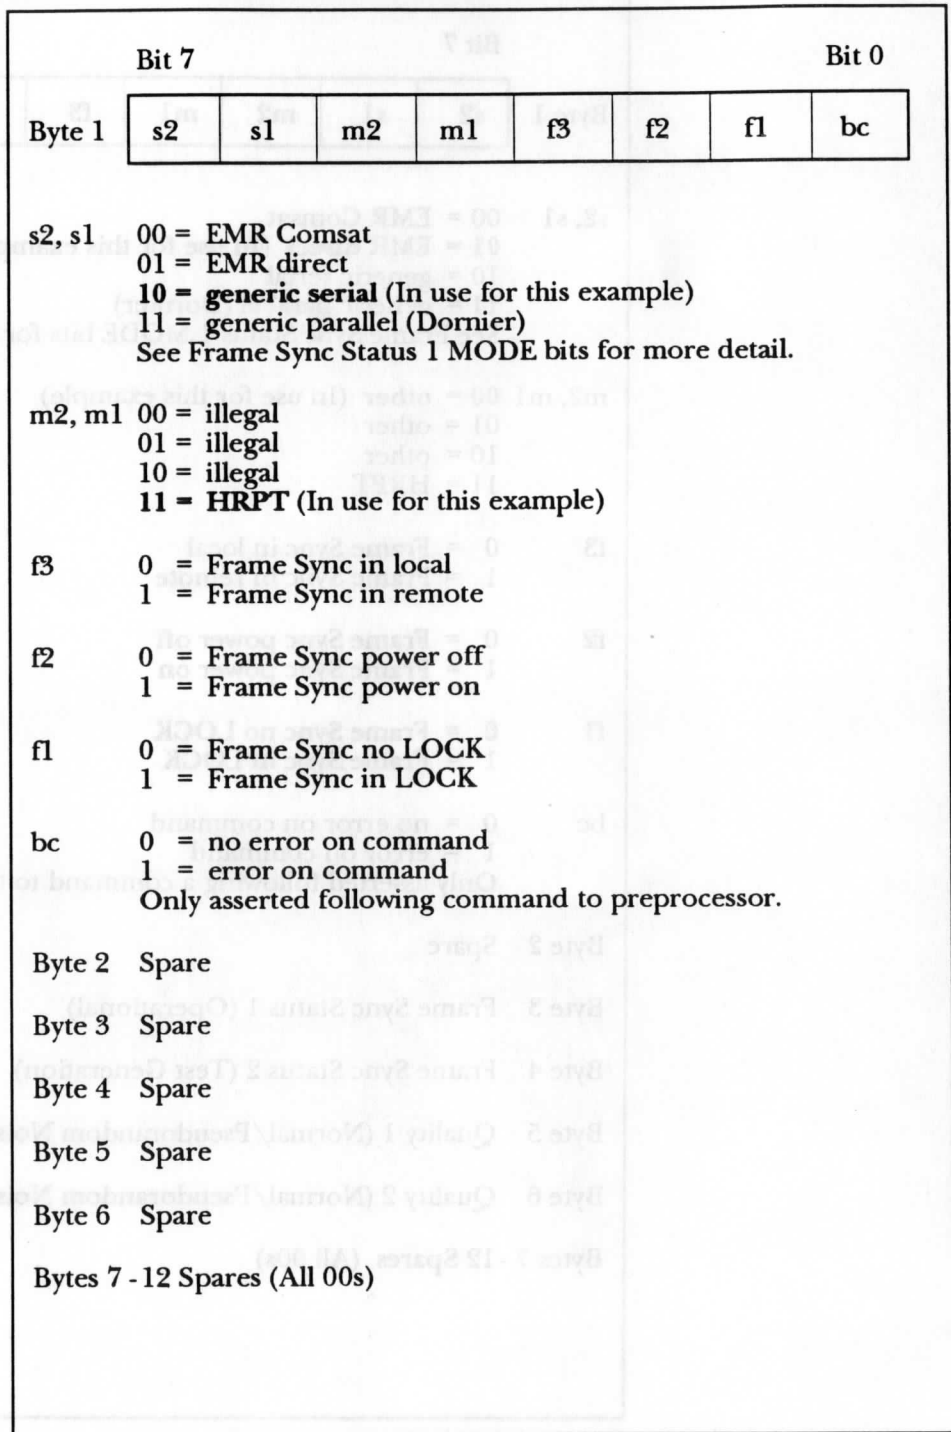 Bit 7 Bit 0
Byte 1 s2 s1 m2 m1 f3 f2 f1 bc
s2, s1 00 = EMR Comsat
01 = EMR direct
10 = generic serial (In use for this example)
11 = generic parallel (Dornier)
See Frame Sync Status 1 MODE bits for more detail.
m2, m1 00 = illegal
01 = illegal
10 = illegal
11 = HRPT (In use for this example)
f3 0 = Frame Sync in local
1 = Frame Sync in remote
f2 0 = Frame Sync power off
1 = Frame Sync power on
f1 0 = Frame Sync no LOCK
1 = Frame Sync in LOCK
bc 0 = no error on command
1 = error on command
Only asserted following command to preprocessor.
Byte 2 Spare
Byte 3 Spare
Byte 4 Spare
Byte 5 Spare
Byte 6 Spare
Bytes 7 - 12 Spares (All 00s)